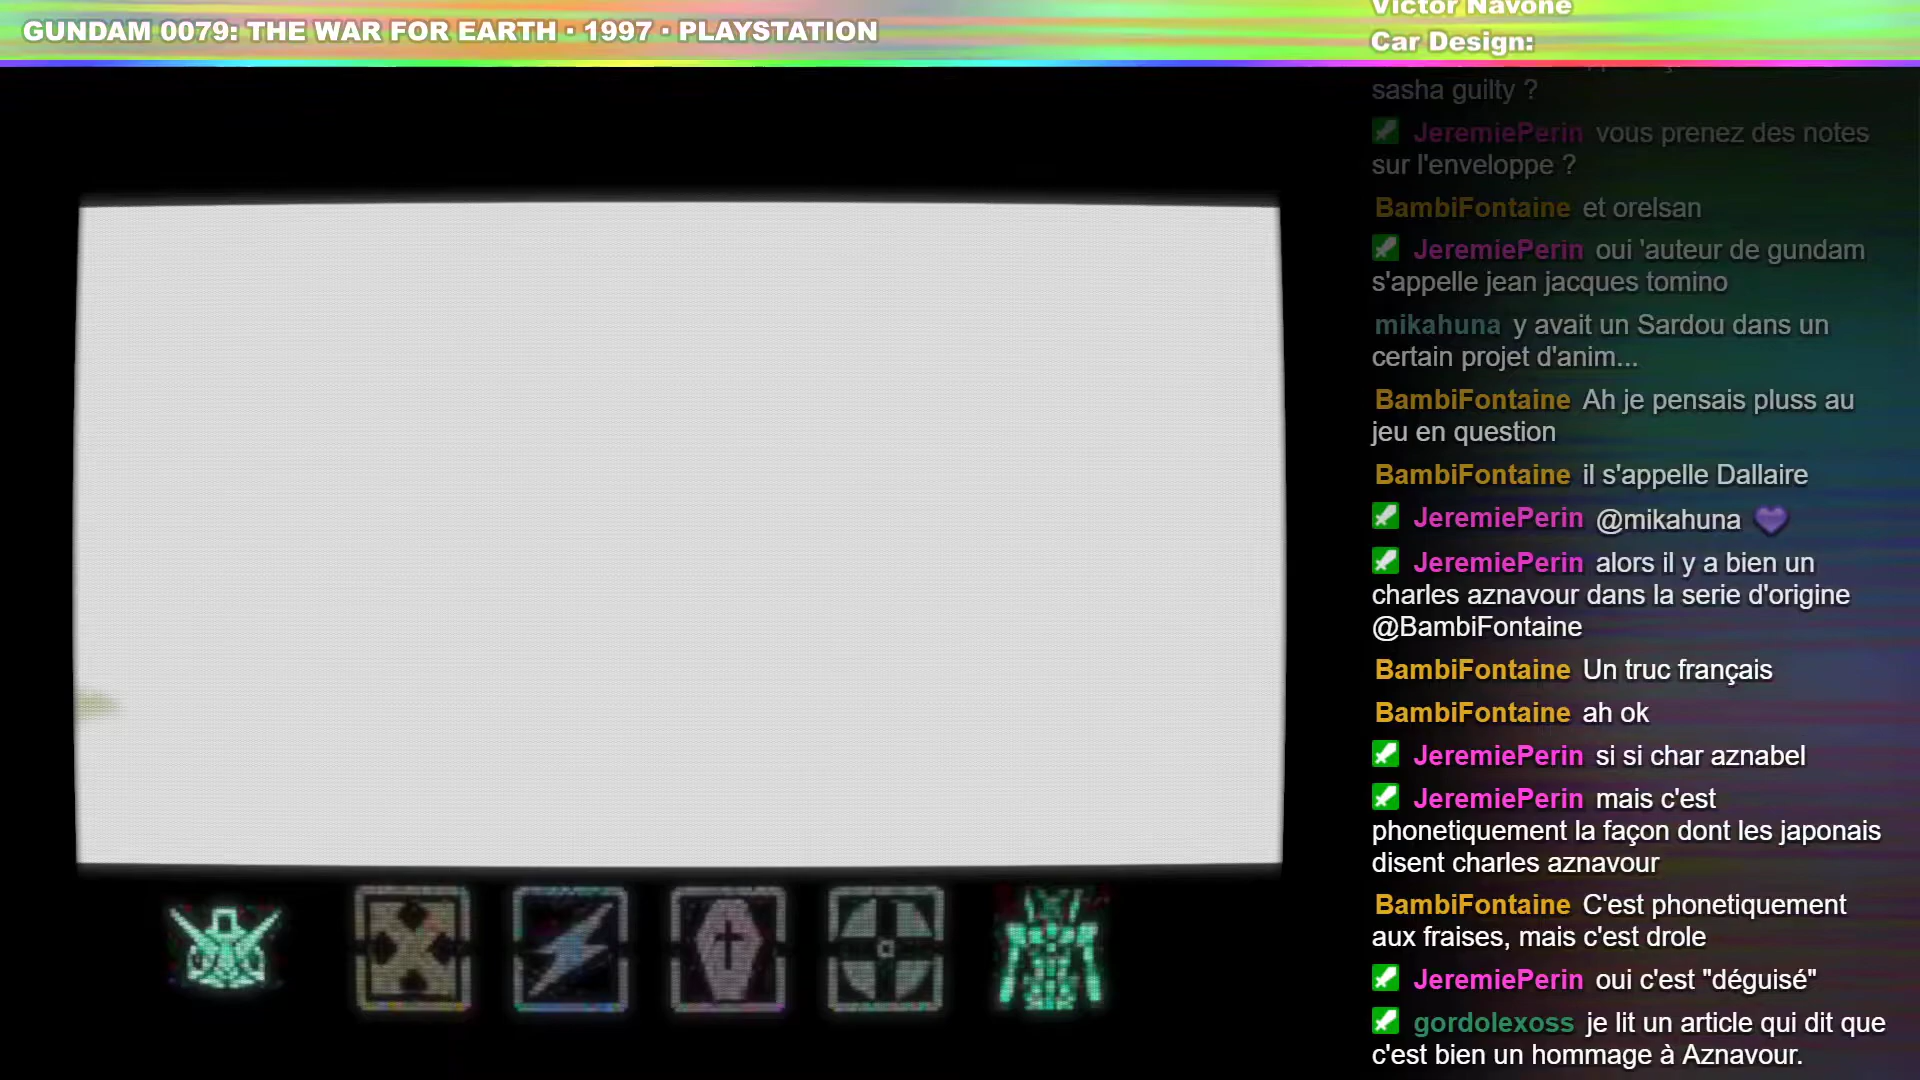 GUNDAM 0079: THE WAR FOR EARTH · 1997 · PLAYSTATION
Victor Navone
Car Design:
sasha guilty ?
JeremiePerin vous prenez des notes
sur l'enveloppe ?
BambiFontaine et orelsan
JeremiePerin oui 'auteur de gundam
s'appelle jean jacques tomino
mikahuna y avait un Sardou dans un
certain projet d'anim...
BambiFontaine Ah je pensais pluss au
jeu en question
BambiFontaine il s'appelle Dallaire
JeremiePerin @mikahuna
JeremiePerin alors il y a bien un
charles aznavour dans la serie d'origine
@BambiFontaine
BambiFontaine Un truc français
BambiFontaine ah ok
JeremiePerin si si char aznabel
JeremiePerin mais c'est
phonetiquement la façon dont les japonais
disent charles aznavour
BambiFontaine C'est phonetiquement
aux fraises, mais c'est drole
JeremiePerin oui c'est "déguisé"
gordolexoss je lit un article qui dit que
c'est bien un hommage à Aznavour.